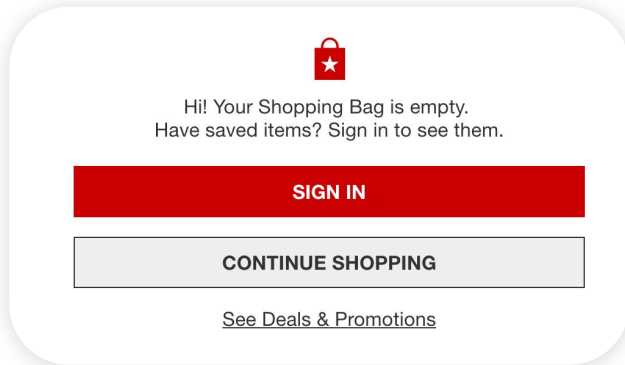 Hi! Your Shopping Bag is empty.
Have saved items? Sign in to see them.
SIGN IN
CONTINUE SHOPPING
See Deals & Promotions